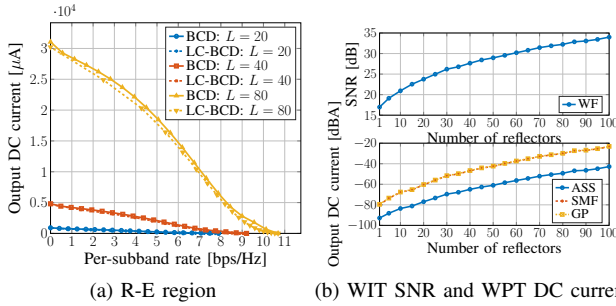 ·10⁴
Output DC current [μA]
3
2.5
2
1.5
1
0.5
0
0 1 2 3 4 5 6 7 8 9 10 11
Per-subband rate [bps/Hz]
BCD: L = 20
LC-BCD: L = 20
BCD: L = 40
LC-BCD: L = 40
BCD: L = 80
LC-BCD: L = 80
(a) R-E region
SNR [dB]
35
30
25
20
15
1 10 20 30 40 50 60 70 80 90 100
Number of reflectors
WF
Output DC current [dBA]
−20
−40
−60
−80
−100
1 10 20 30 40 50 60 70 80 90 100
Number of reflectors
ASS
SMF
GP
(b) WIT SNR and WPT DC curren